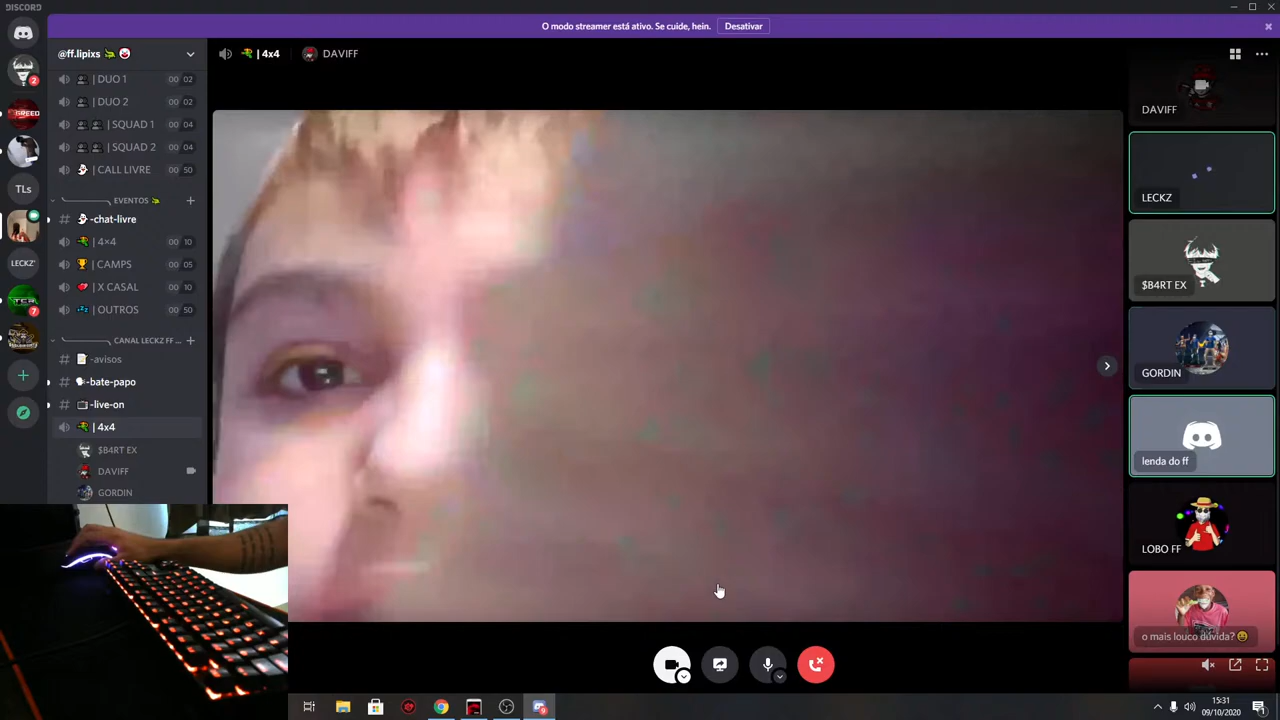 DISCORD
O modo streamer está ativo. Se cuide, hein.
Desativar
@ff.lipixs
| 4x4
DAVIFF
| DUO 1
00 02
| DUO 2
00 02
| SQUAD 1
00 04
| SQUAD 2
00 04
| CALL LIVRE
00 50
EVENTOS
-chat-livre
| 4×4
00 10
| CAMPS
00 05
| X CASAL
00 10
| OUTROS
00 50
CANAL LECKZ FF ...
-avisos
-bate-papo
-live-on
| 4x4
$B4RT EX
DAVIFF
GORDIN
2
GREED
TLs
LECKZ'
7
DAVIFF
LECKZ
$B4RT EX
GORDIN
lenda do ff
LOBO FF
o mais louco dúvida?
15:31
09/10/2020